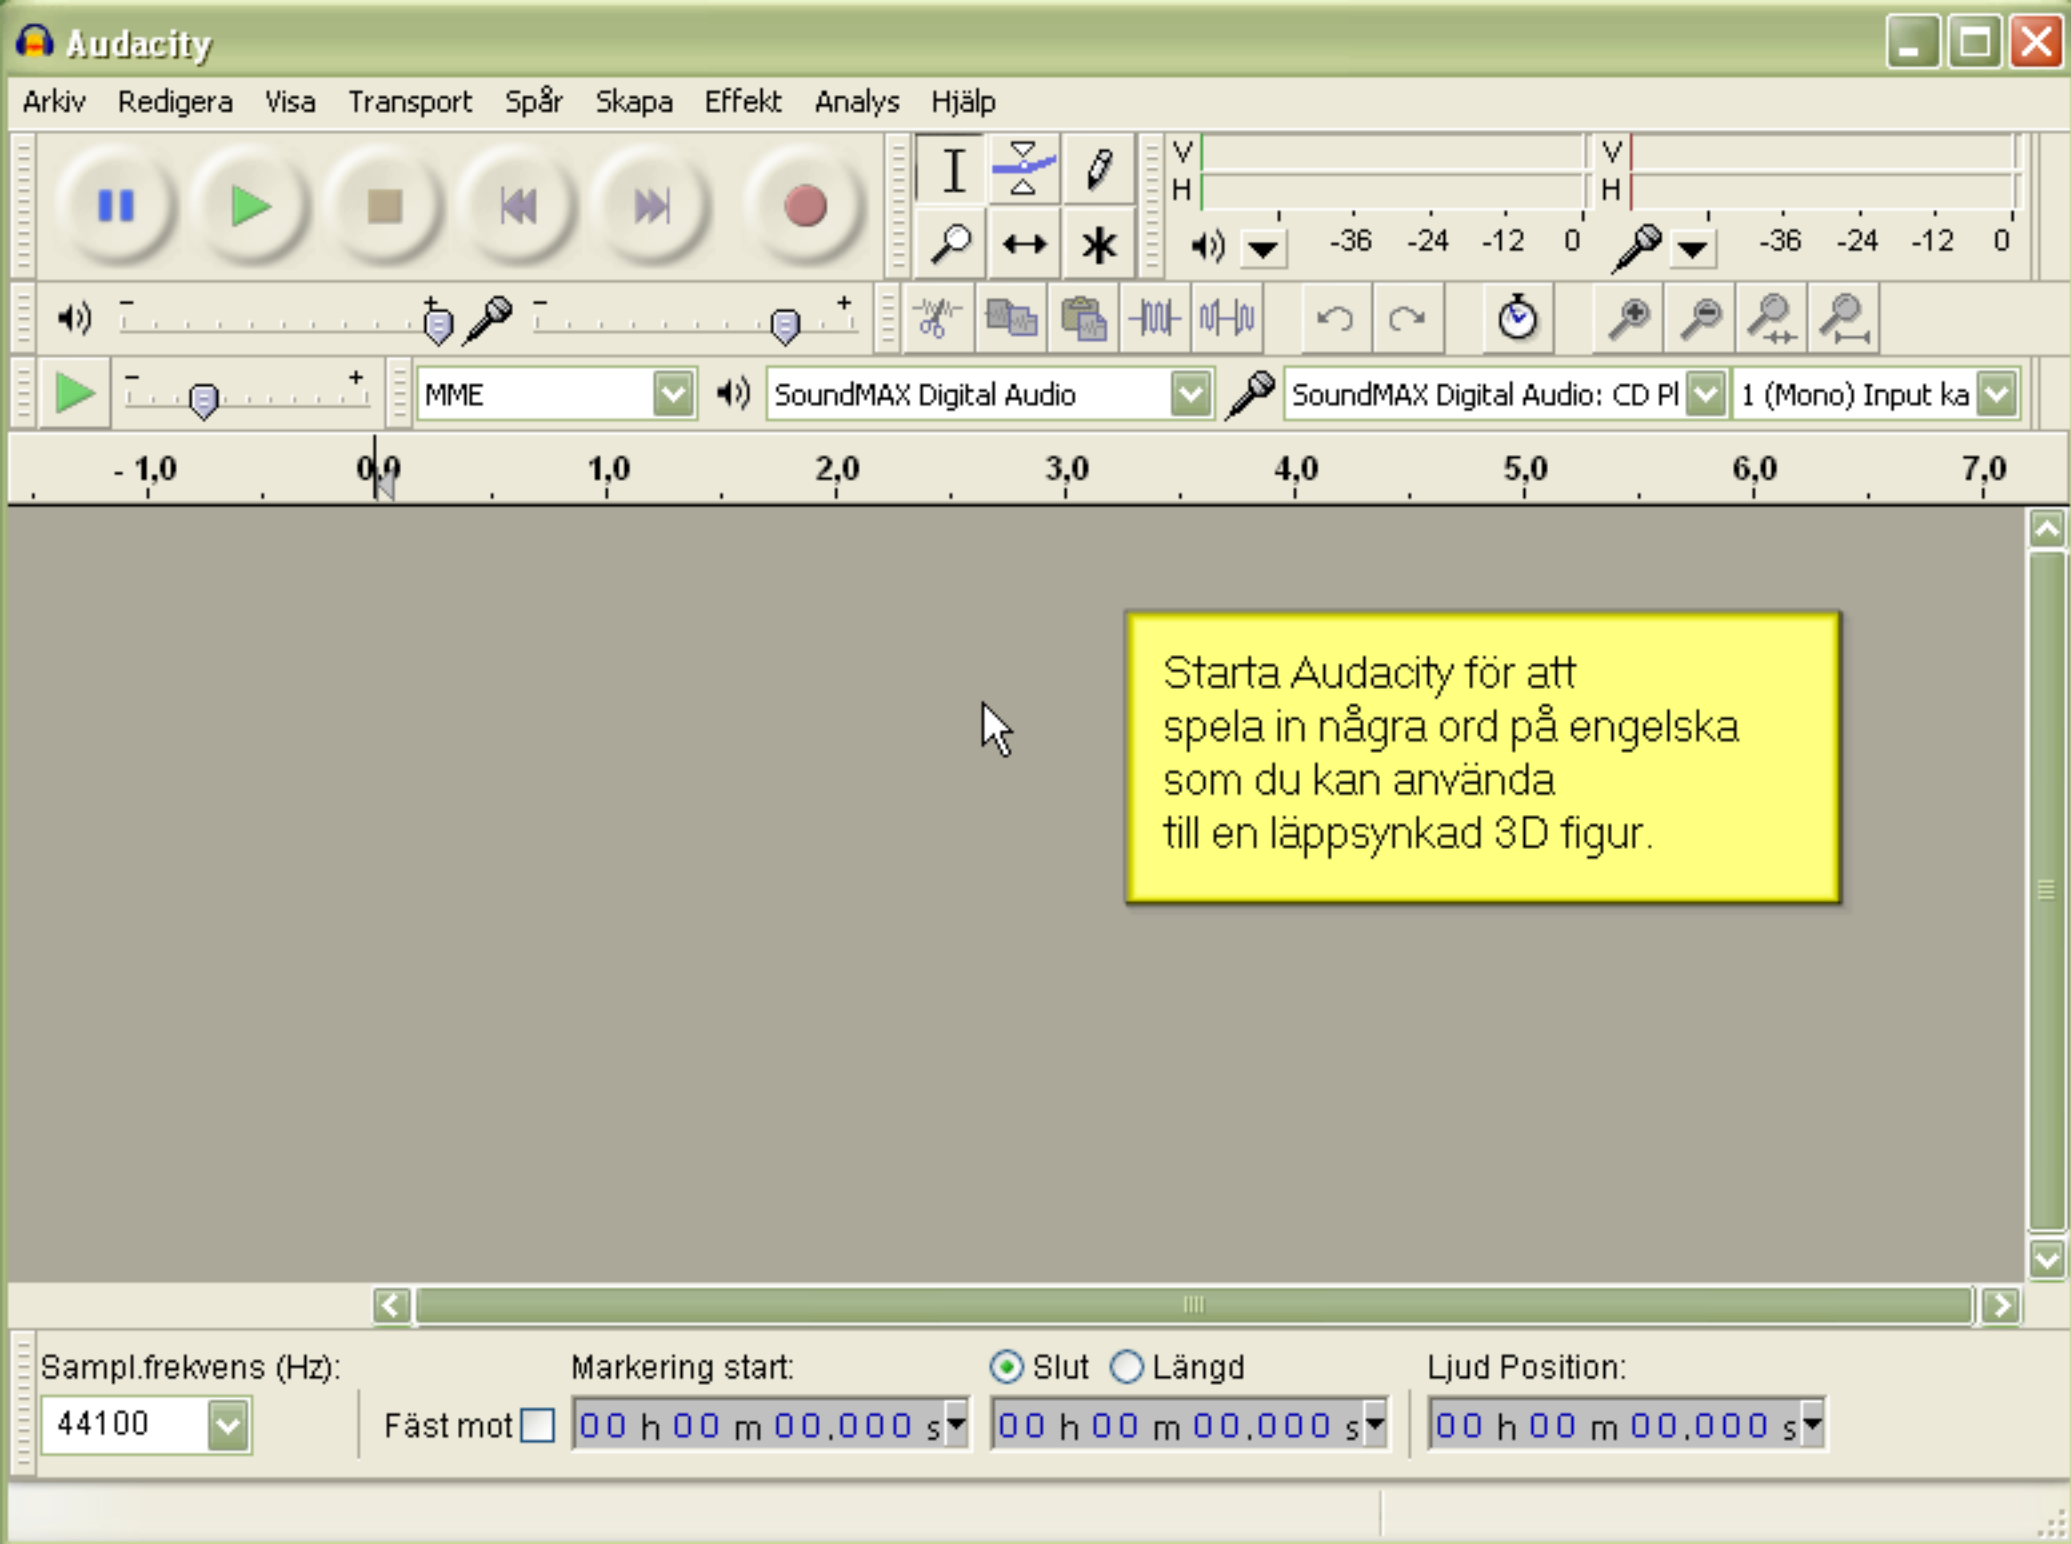 Audacity
Arkiv Redigera Visa Transport Spår Skapa Effekt Analys Hjälp
V V
H H
-36 -24 -12 0 -36 -24 -12 0
- + - +
- + MME SoundMAX Digital Audio SoundMAX Digital Audio: CD Pl 1 (Mono) Input ka
- 1,0 0,0 1,0 2,0 3,0 4,0 5,0 6,0 7,0
Starta Audacity för att
spela in några ord på engelska
som du kan använda
till en läppsynkad 3D figur.
Sampl.frekvens (Hz): Markering start: Slut Längd Ljud Position:
44100 Fäst mot 00 h 00 m 00.000 s 00 h 00 m 00.000 s 00 h 00 m 00.000 s